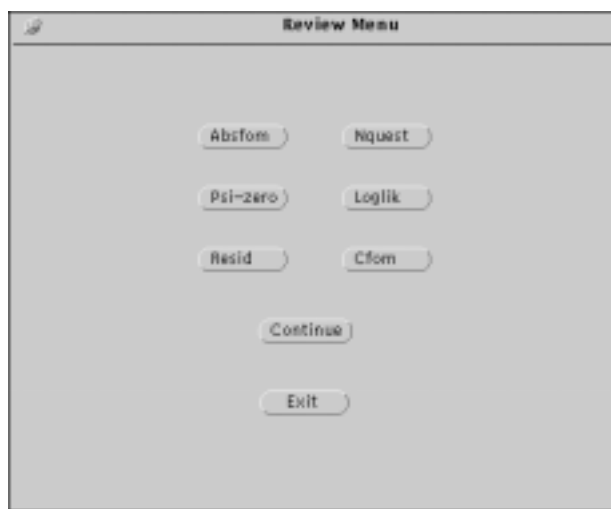 Review Menu
Absfom Nquest
Psi-zero Loglik
Resid Cfom
Continue
Exit